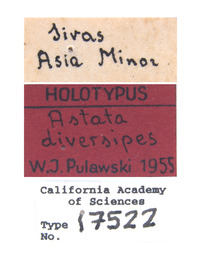 Sivas
Asia Minor
HOLOTYPUS
Astata
diversipes
W.J. Pulawski 1955
California Academy
of Sciences
Type 17522
No.